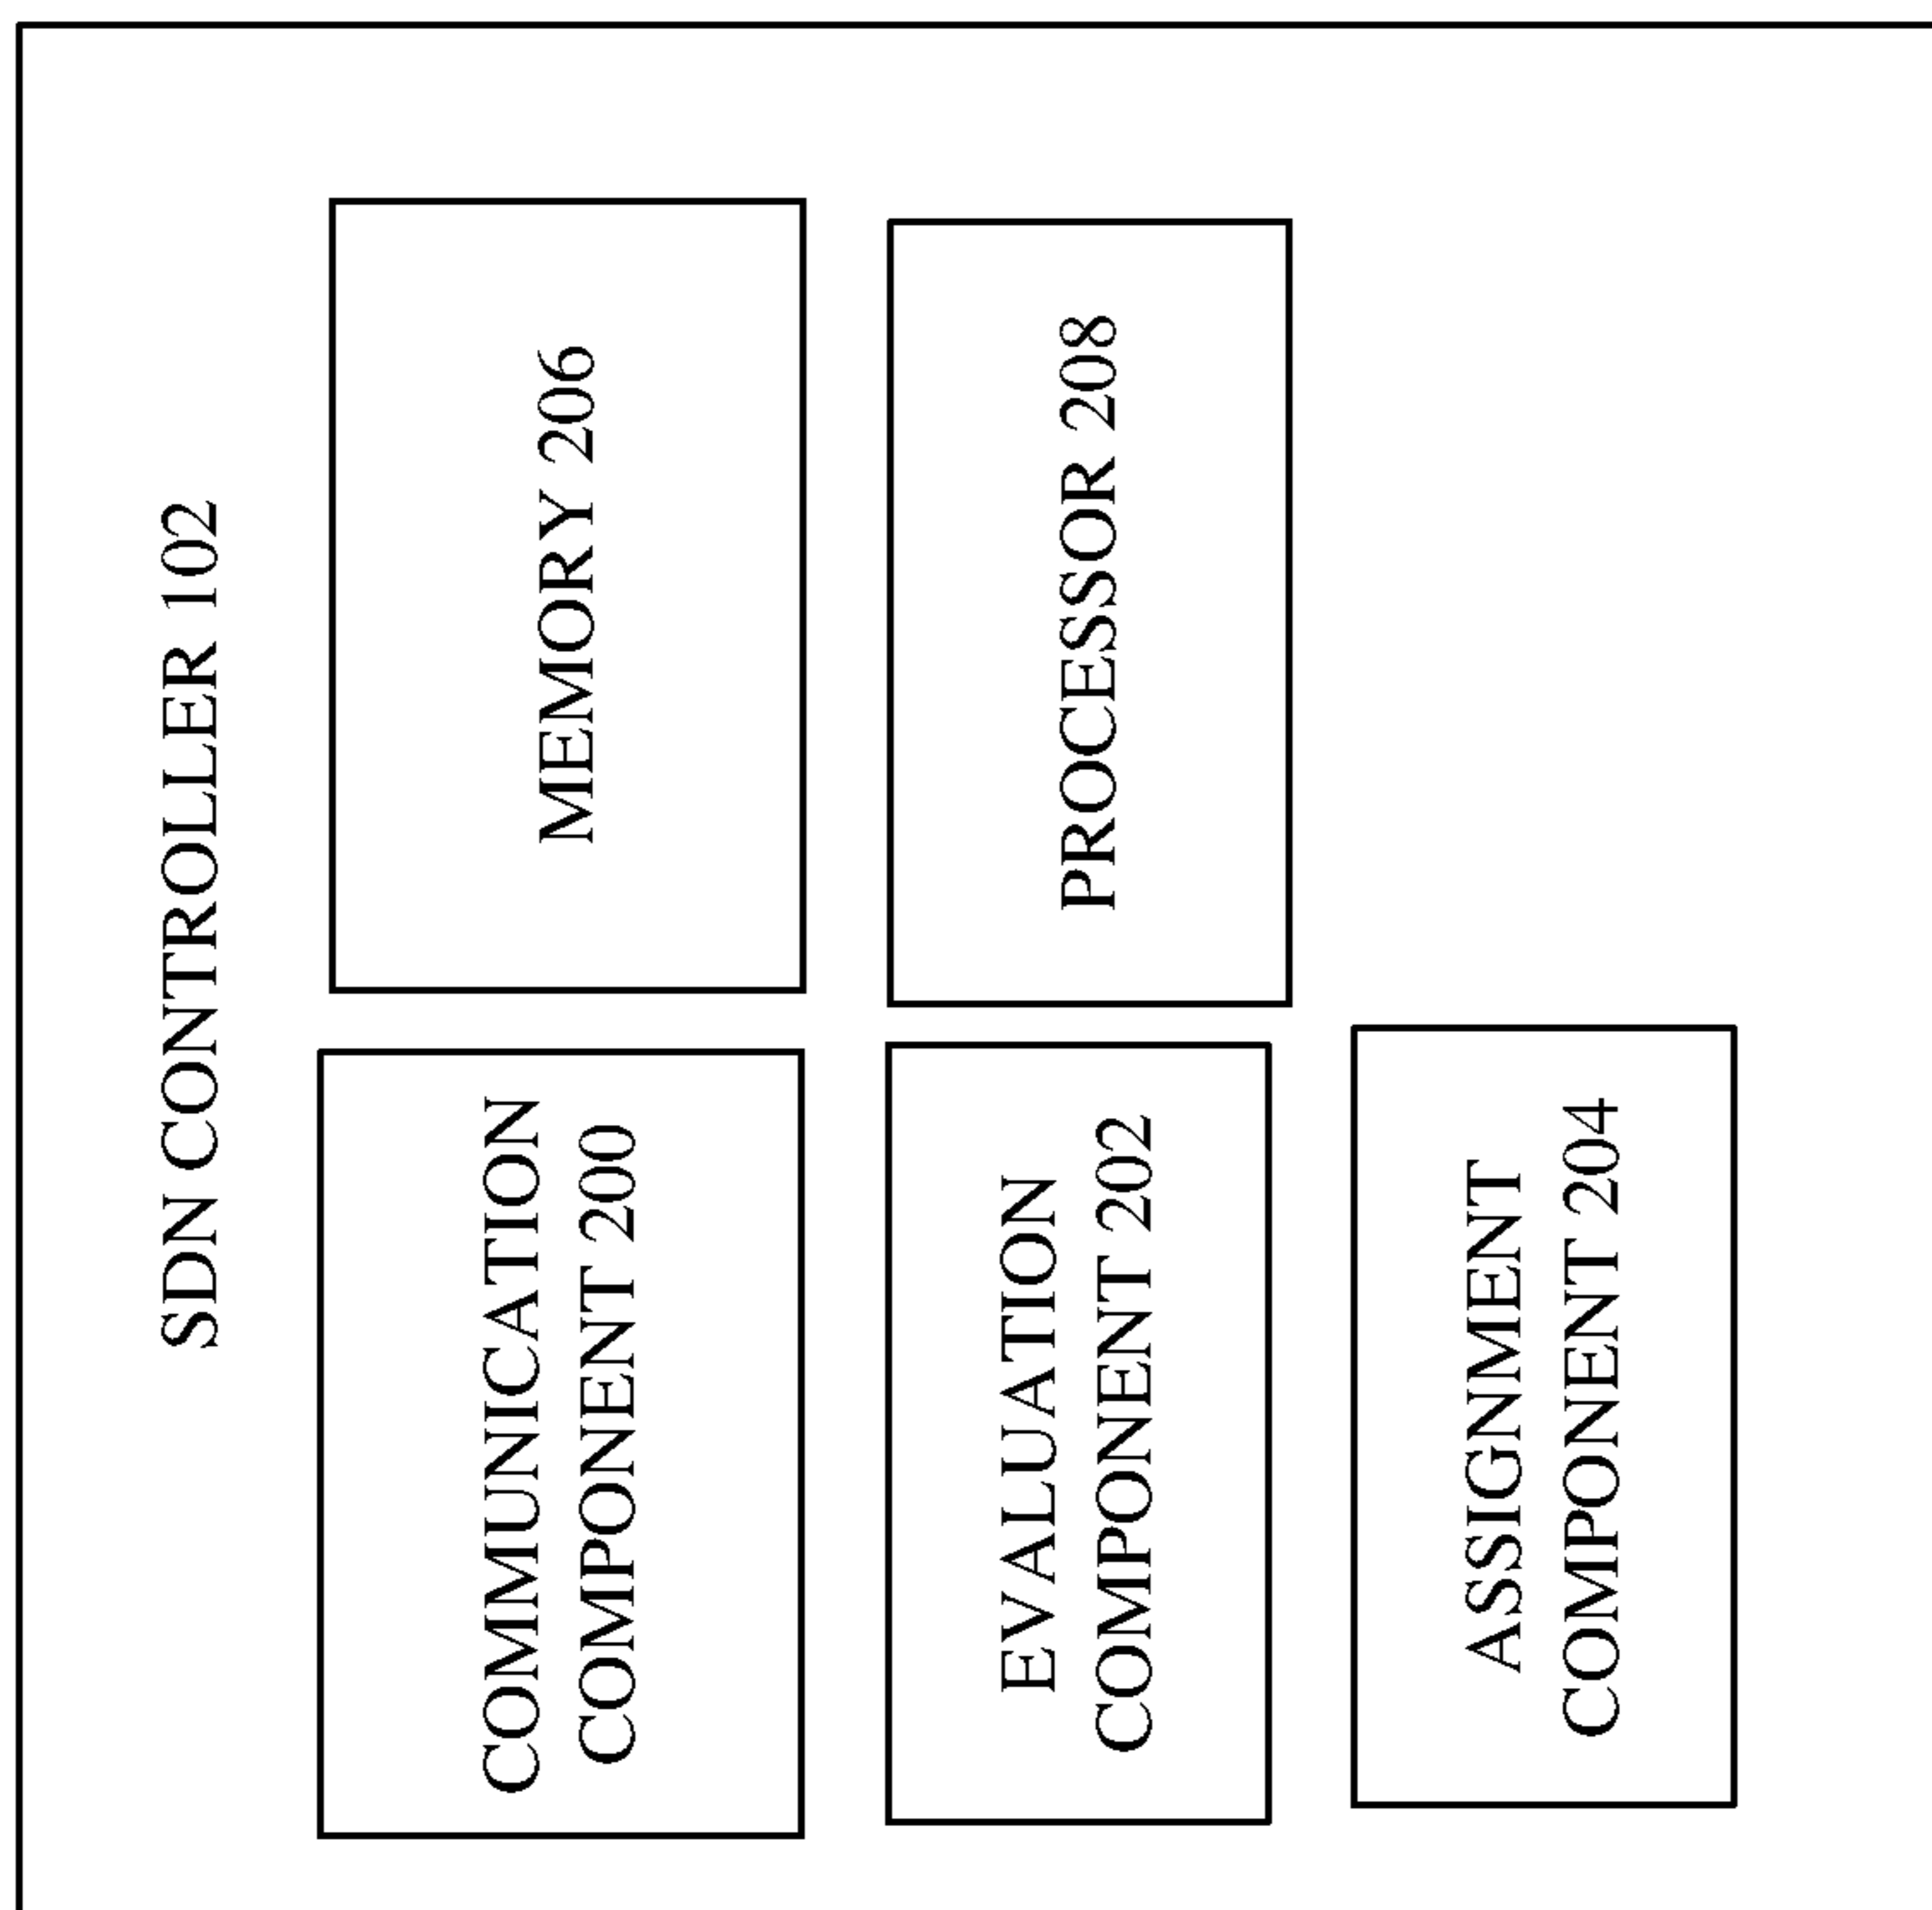 SDN CONTROLLER 102
COMMUNICATION
COMPONENT 200
MEMORY 206
EVALUATION
COMPONENT 202
PROCESSOR 208
ASSIGNMENT
COMPONENT 204